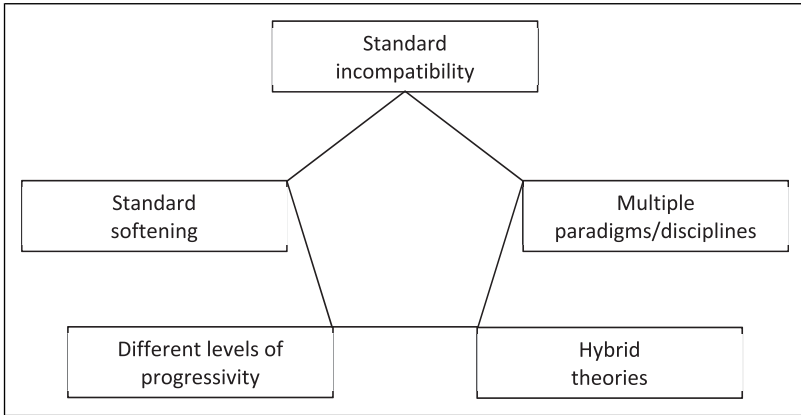 Standard
incompatibility
Standard
softening
Multiple
paradigms/disciplines
Different levels of
progressivity
Hybrid
theories